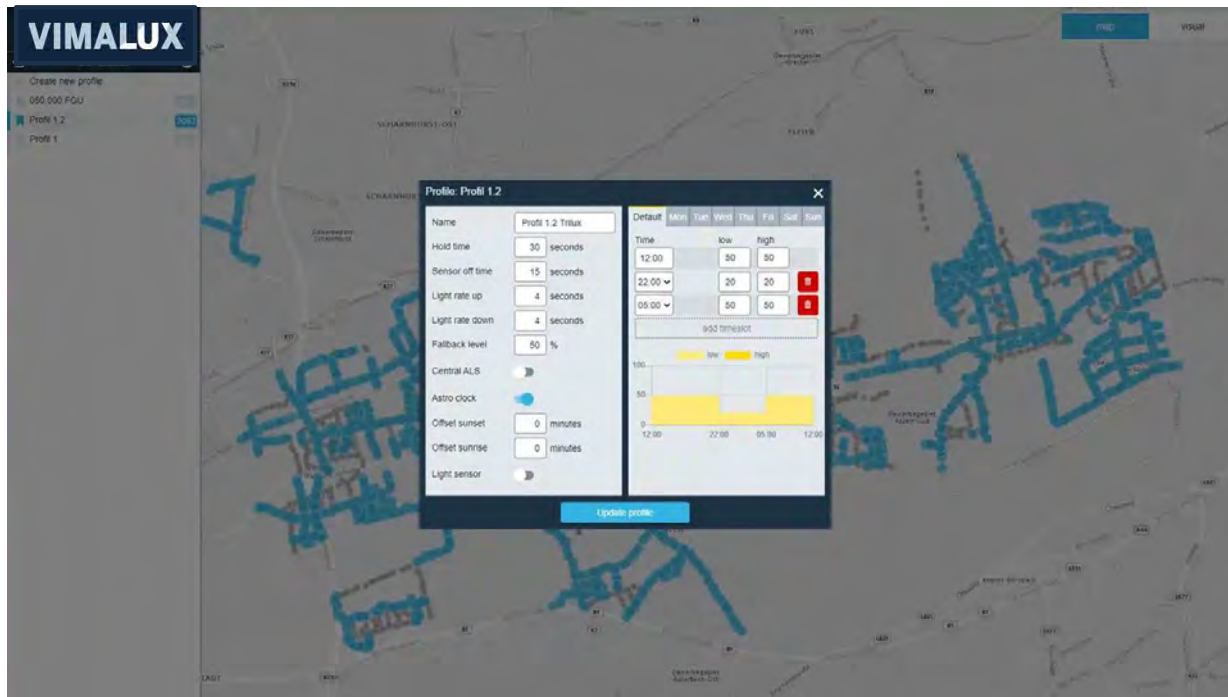 VIMALUX
map
visual
Create new profile
050.000 FGU
Profil 1.2
Profil 1
Profile: Profil 1.2
Name
Profil 1.2 Trilux
Hold time
30 seconds
Sensor off time
15 seconds
Light rate up
4 seconds
Light rate down
4 seconds
Fallback level
50 %
Central ALS
Astro clock
Offset sunset
0 minutes
Offset sunrise
0 minutes
Light sensor
Default Mon Tue Wed Thu Fri Sat Sun
Time low high
12:00 50 50
22:00 20 20
05:00 50 50
add timeslot
low high
100
50
0
12:00 22:00 05:00 12:00
Update profile
SCHARNHORST-OST